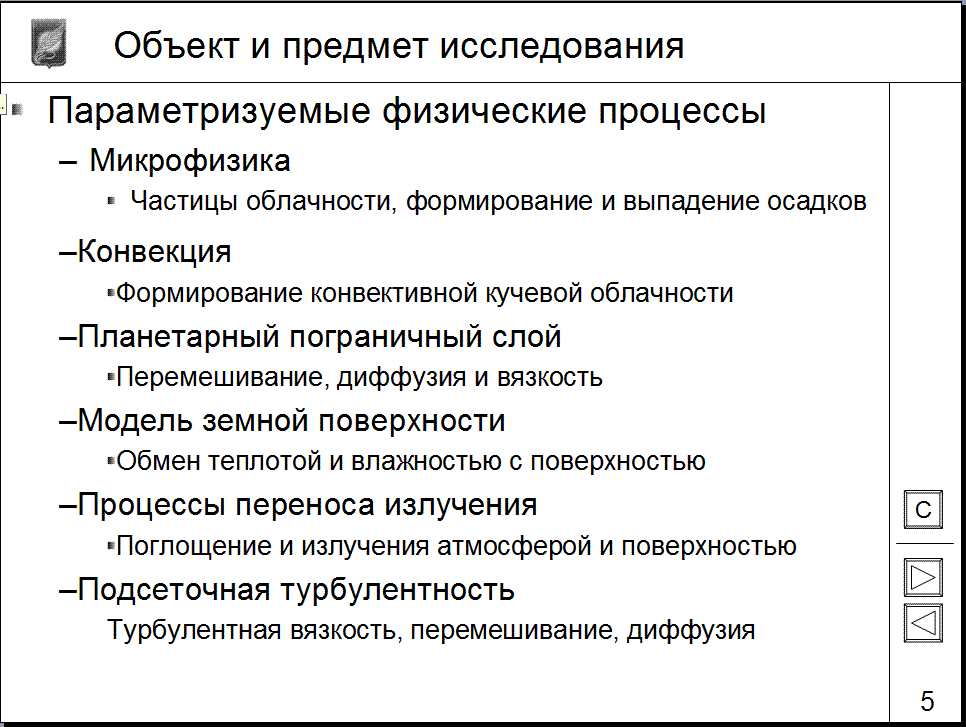 Объект и предмет исследования
Параметризуемые физические процессы
– Микрофизика
Частицы облачности, формирование и выпадение осадков
–Конвекция
Формирование конвективной кучевой облачности
–Планетарный пограничный слой
Перемешивание, диффузия и вязкость
–Модель земной поверхности
Обмен теплотой и влажностью с поверхностью
–Процессы переноса излучения
Поглощение и излучения атмосферой и поверхностью
–Подсеточная турбулентность
Турбулентная вязкость, перемешивание, диффузия
С
5